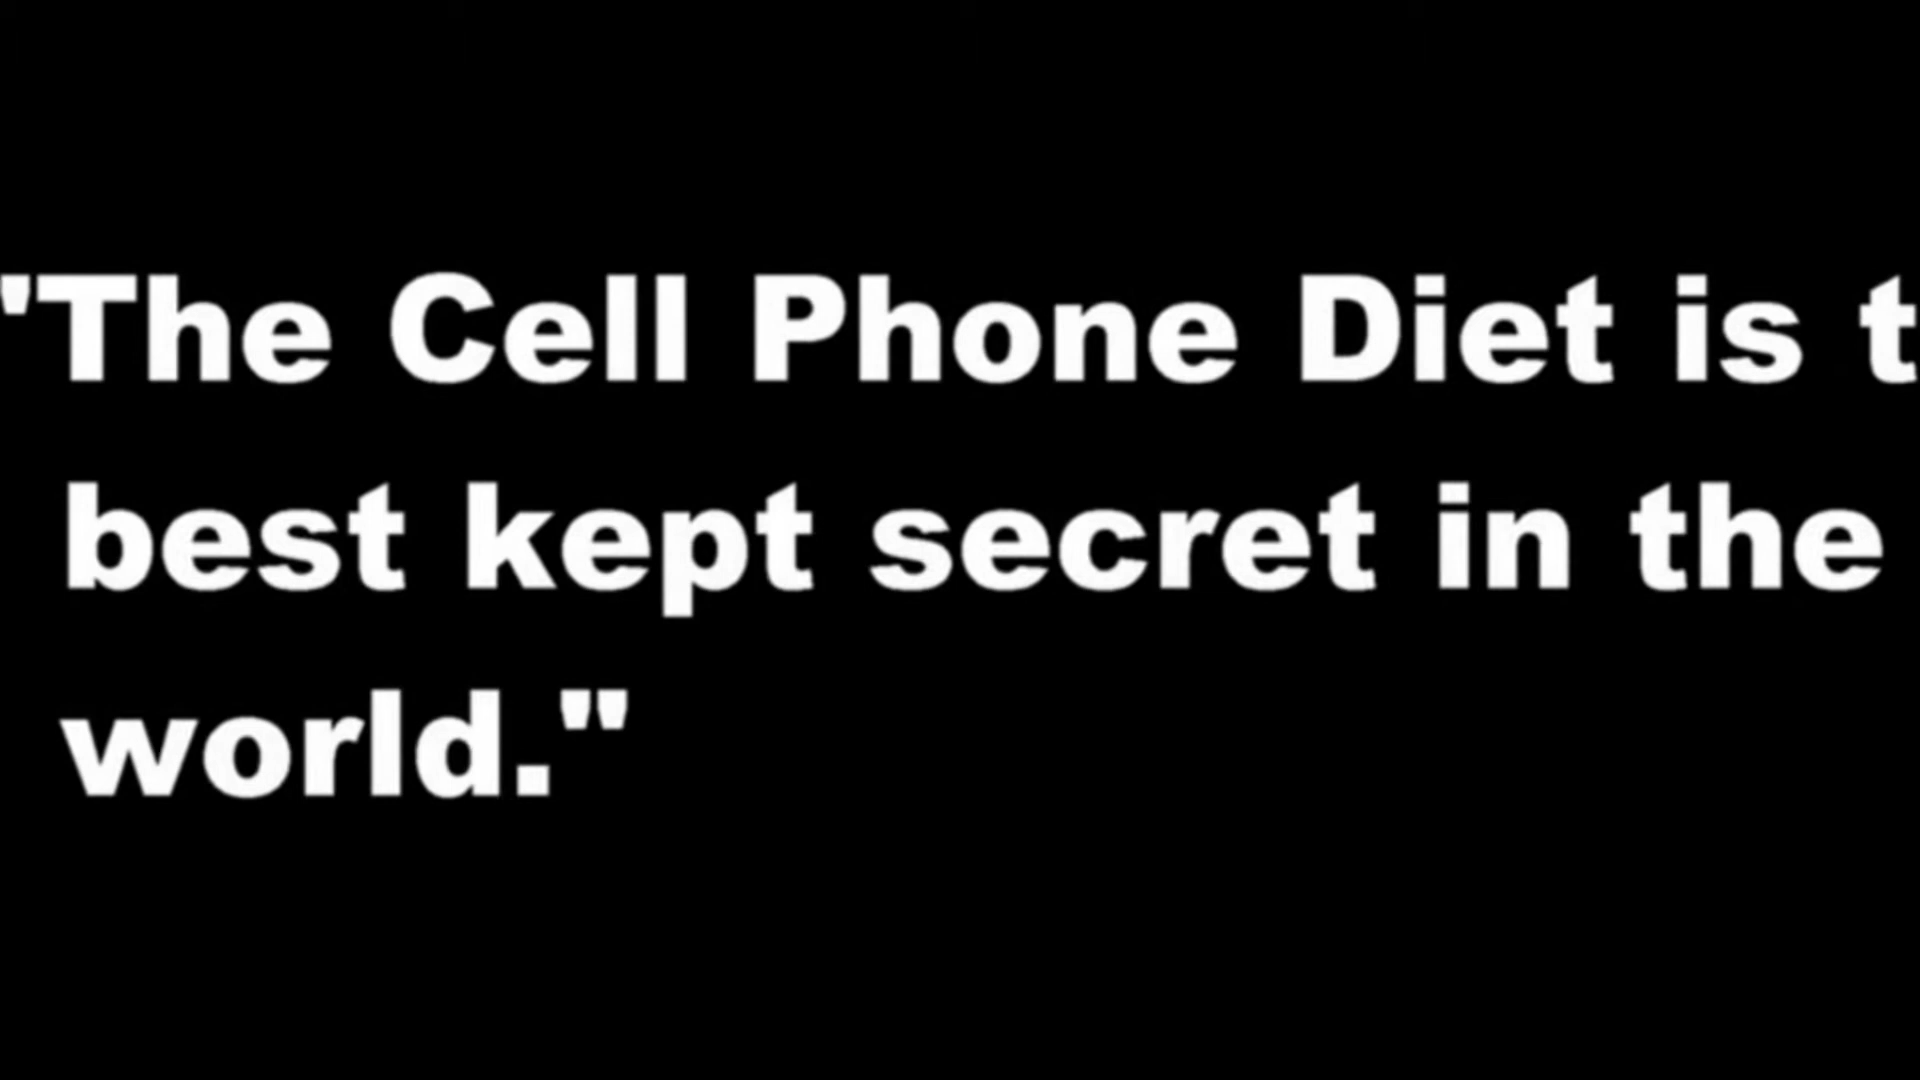 "The Cell Phone Diet is t
best kept secret in the
world."